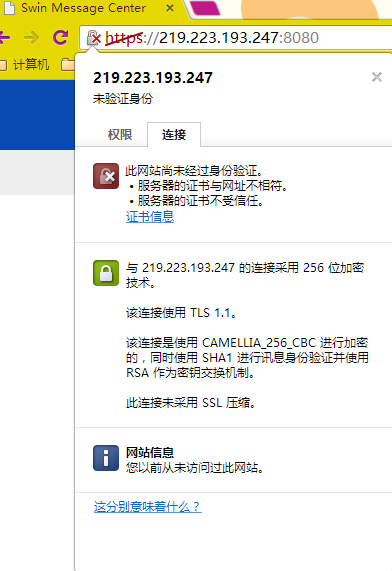 Swin Message Center
https://219.223.193.247:8080
计算机
219.223.193.247
未验证身份
权限
连接
此网站尚未经过身份验证。
• 服务器的证书与网址不相符。
• 服务器的证书不受信任。
证书信息
与 219.223.193.247 的连接采用 256 位加密
技术。
该连接使用 TLS 1.1。
该连接是使用 CAMELLIA_256_CBC 进行加密
的，同时使用 SHA1 进行讯息身份验证并使用
RSA 作为密钥交换机制。
此连接未采用 SSL 压缩。
网站信息
您以前从未访问过此网站。
这分别意味着什么？